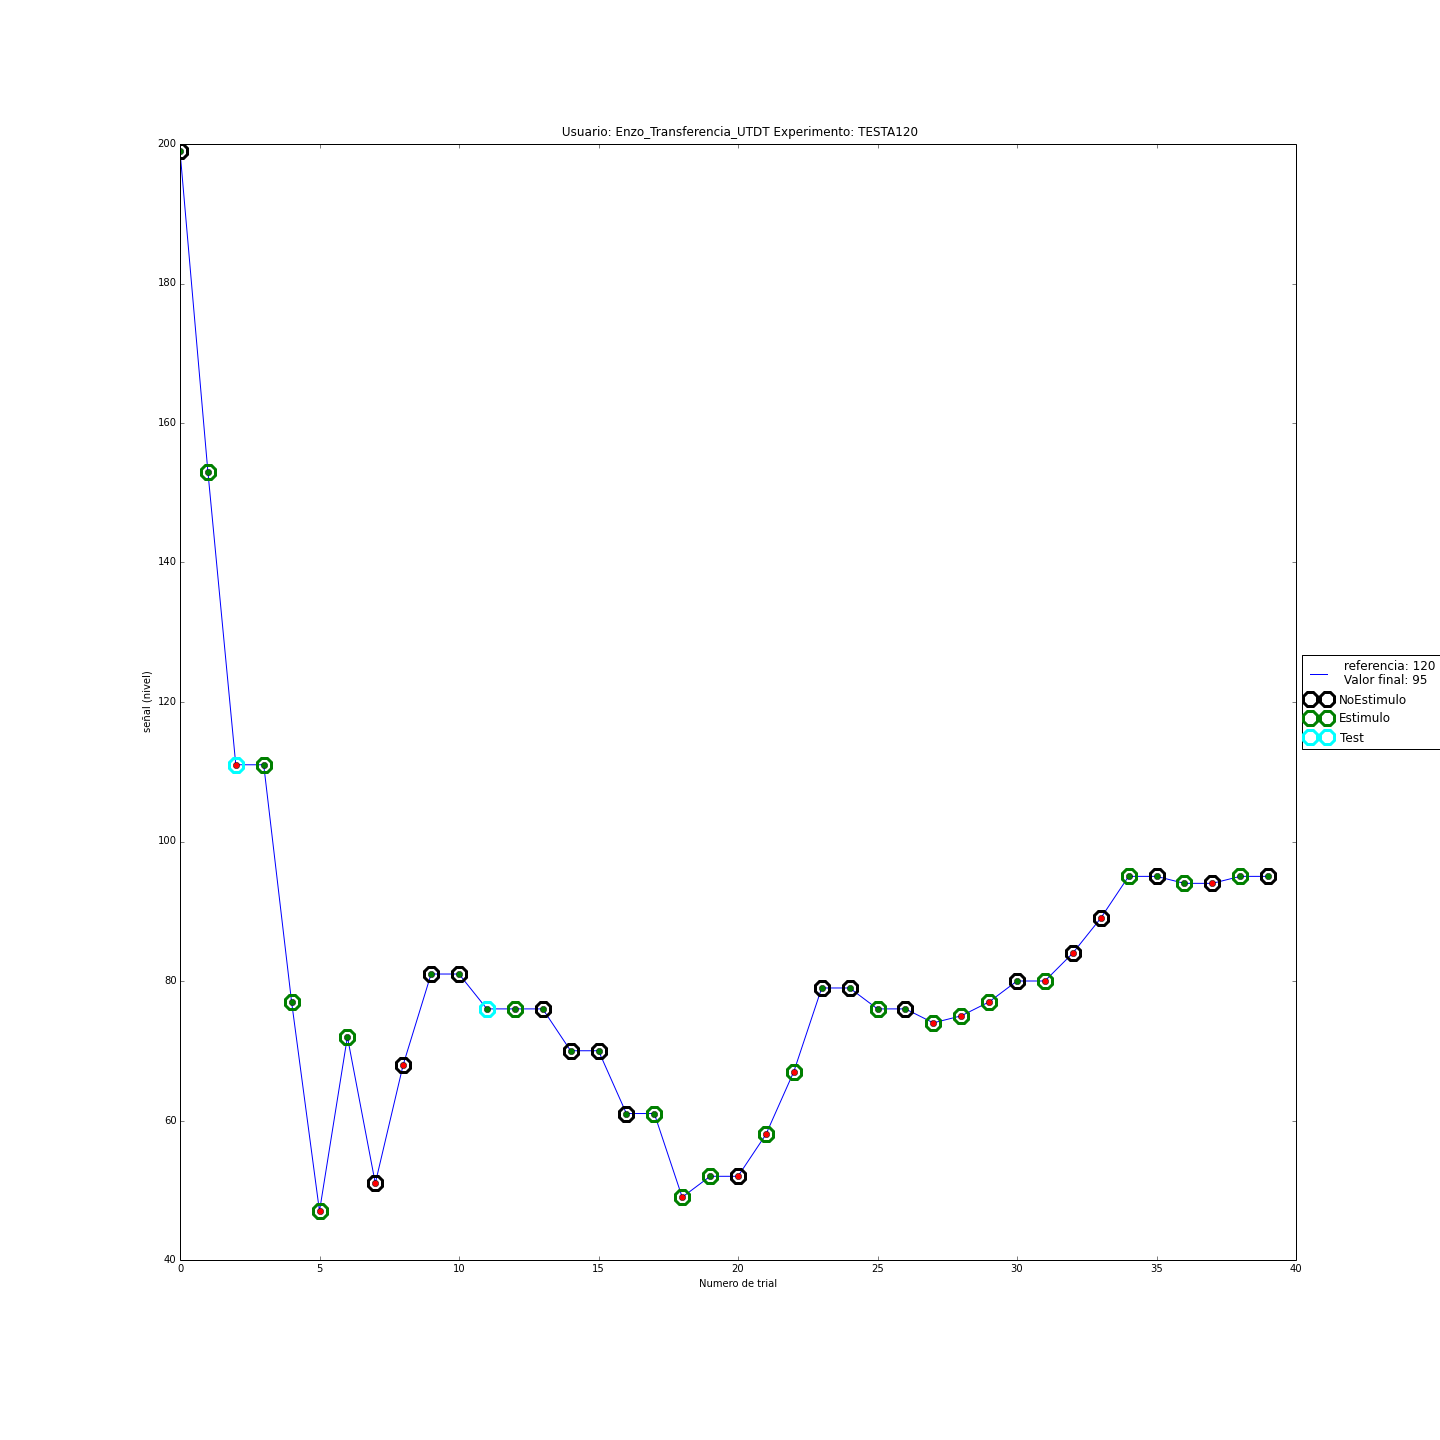 Usuario: Enzo_Transferencia_UTDT Experimento: TESTA120
200
180
160
140
120
100
80
60
40
señal (nivel)
0 5 10 15 20 25 30 35 40
Numero de trial
referencia: 120
Valor final: 95
NoEstimulo
Estimulo
Test